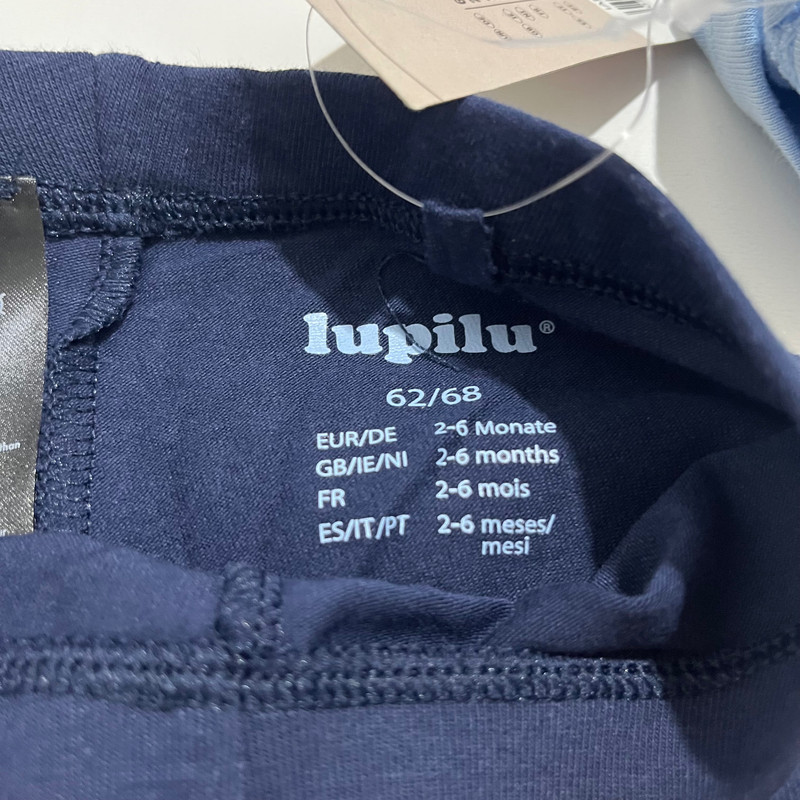 lupilu®
62/68
EUR/DE 2-6 Monate
GB/IE/NI 2-6 months
FR 2-6 mois
ES/IT/PT 2-6 meses/
mesi